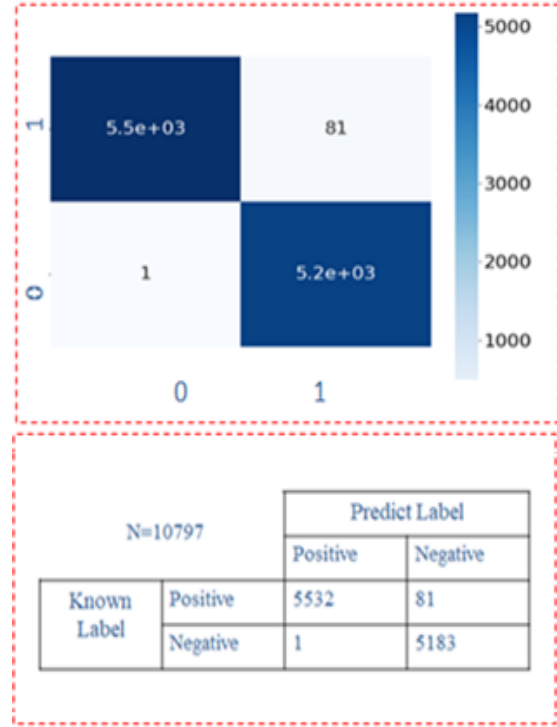 5000
1
5.5e+03
81
4000
3000
2000
0
1
5.2e+03
1000
0
1
N=10797
Predict Label
Positive
Negative
Known Label
Positive
5532
81
Negative
1
5183